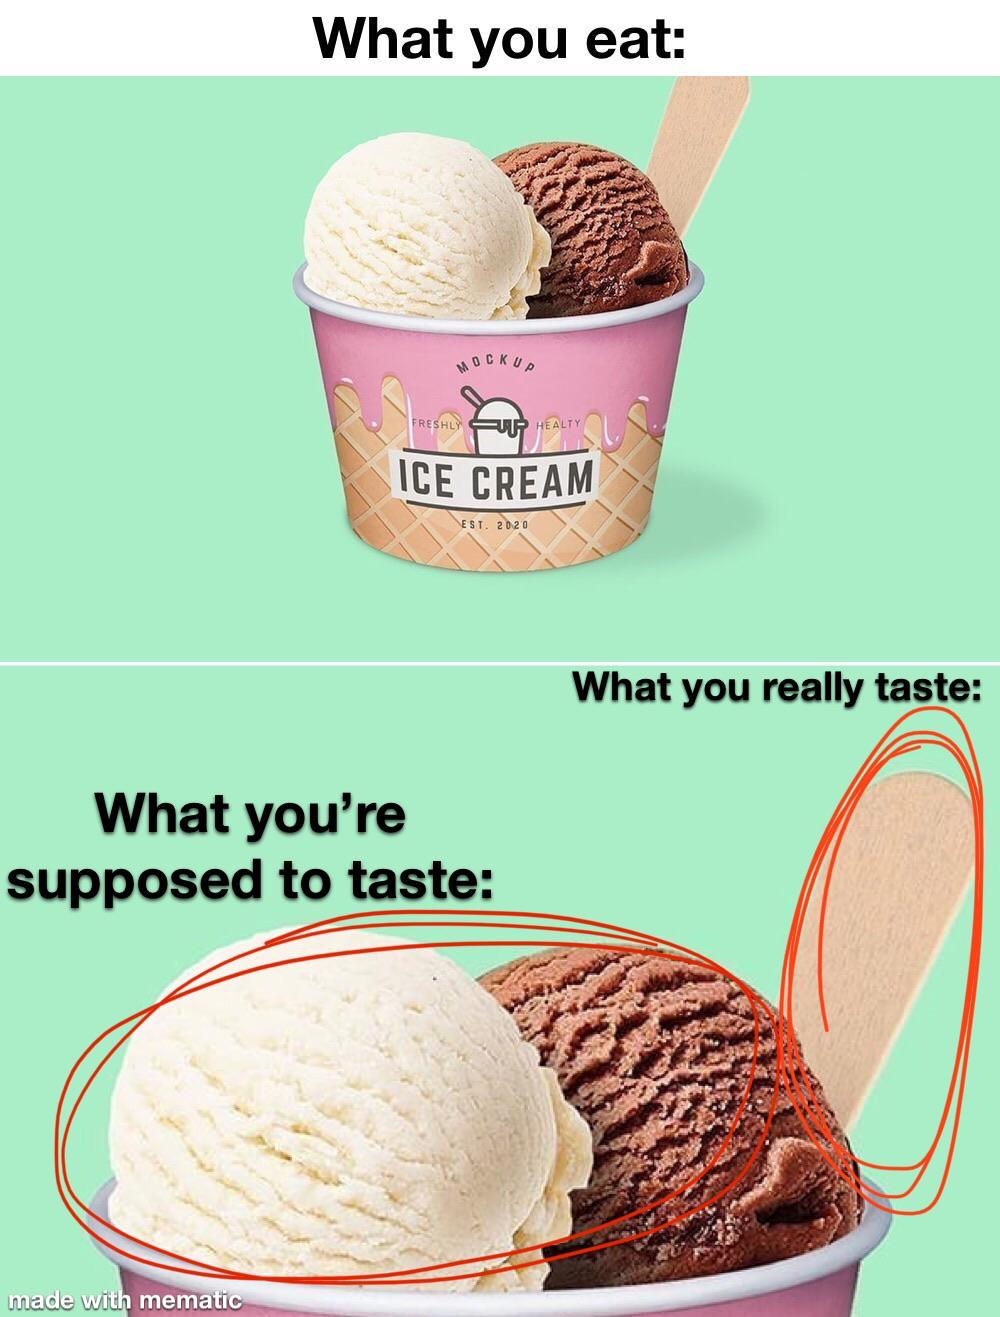 What you eat:
MOCKUP
FRESHLY HEALTY
ICE CREAM
EST. 2020
What you really taste:
What you're
supposed to taste:
made with mematic